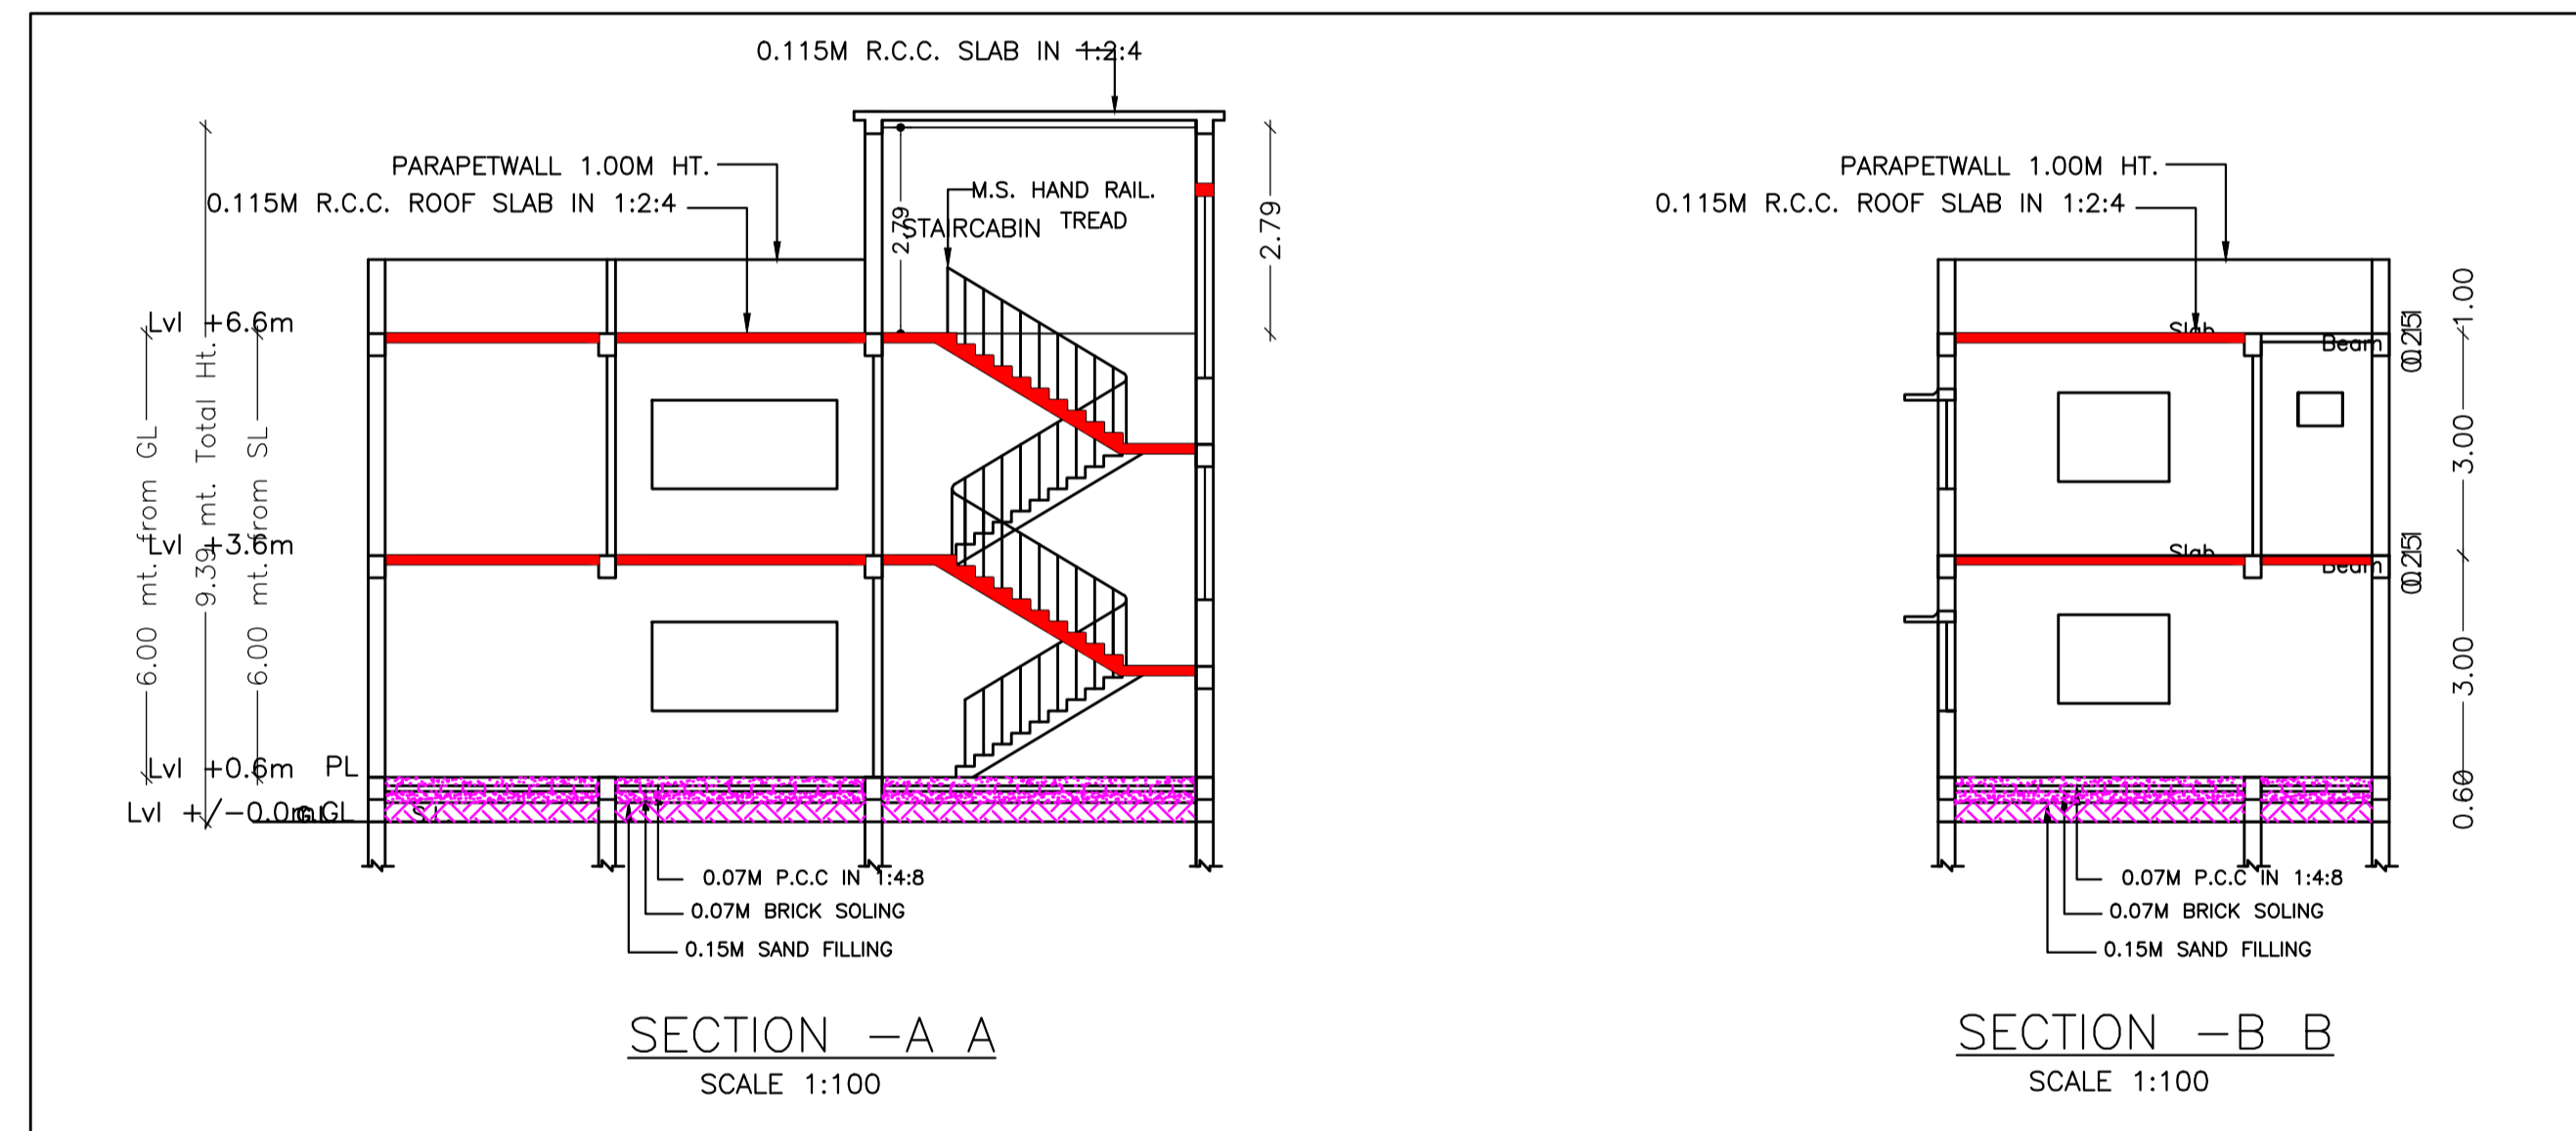 0.115M R.C.C. SLAB IN 1:2:4
PARAPETWALL 1.00M HT.
0.115M R.C.C. ROOF SLAB IN 1:2:4
M.S. HAND RAIL.
TREAD
STAIRCABIN
2.79
2.79
Lvl +6.6m
Lvl +3.6m
Lvl +0.6m PL
Lvl +/-0.0m GL
6.00 mt. from GL
9.39 mt. Total Ht.
6.00 mt. from SL
0.07M P.C.C IN 1:4:8
0.07M BRICK SOLING
0.15M SAND FILLING
SECTION -A A
SCALE 1:100
PARAPETWALL 1.00M HT.
0.115M R.C.C. ROOF SLAB IN 1:2:4
Slab
Beam
Slab
Beam
1.00
3.00
3.00
0.60
0.07M P.C.C IN 1:4:8
0.07M BRICK SOLING
0.15M SAND FILLING
SECTION -B B
SCALE 1:100